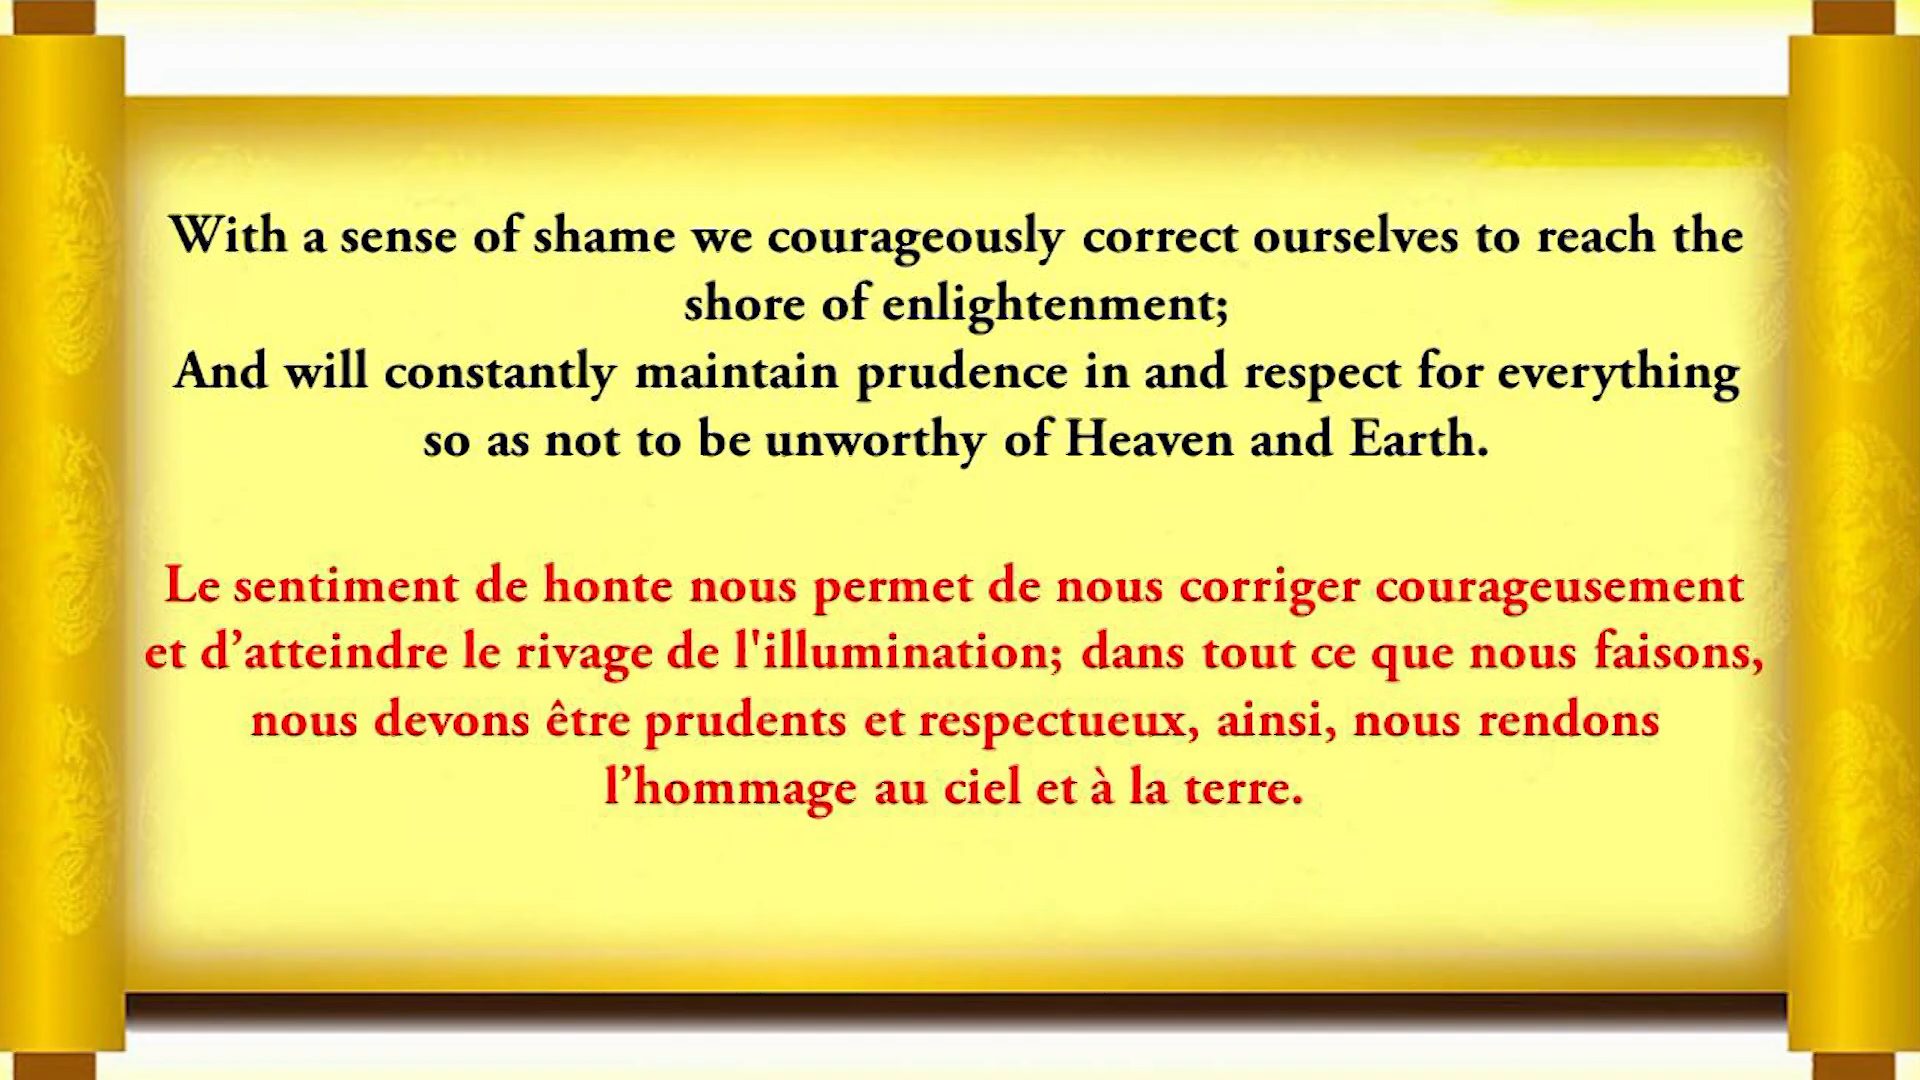 With a sense of shame we courageously correct ourselves to reach the
shore of enlightenment;
And will constantly maintain prudence in and respect for everything
so as not to be unworthy of Heaven and Earth.
Le sentiment de honte nous permet de nous corriger courageusement
et d’atteindre le rivage de l'illumination; dans tout ce que nous faisons,
nous devons être prudents et respectueux, ainsi, nous rendons
l’hommage au ciel et à la terre.